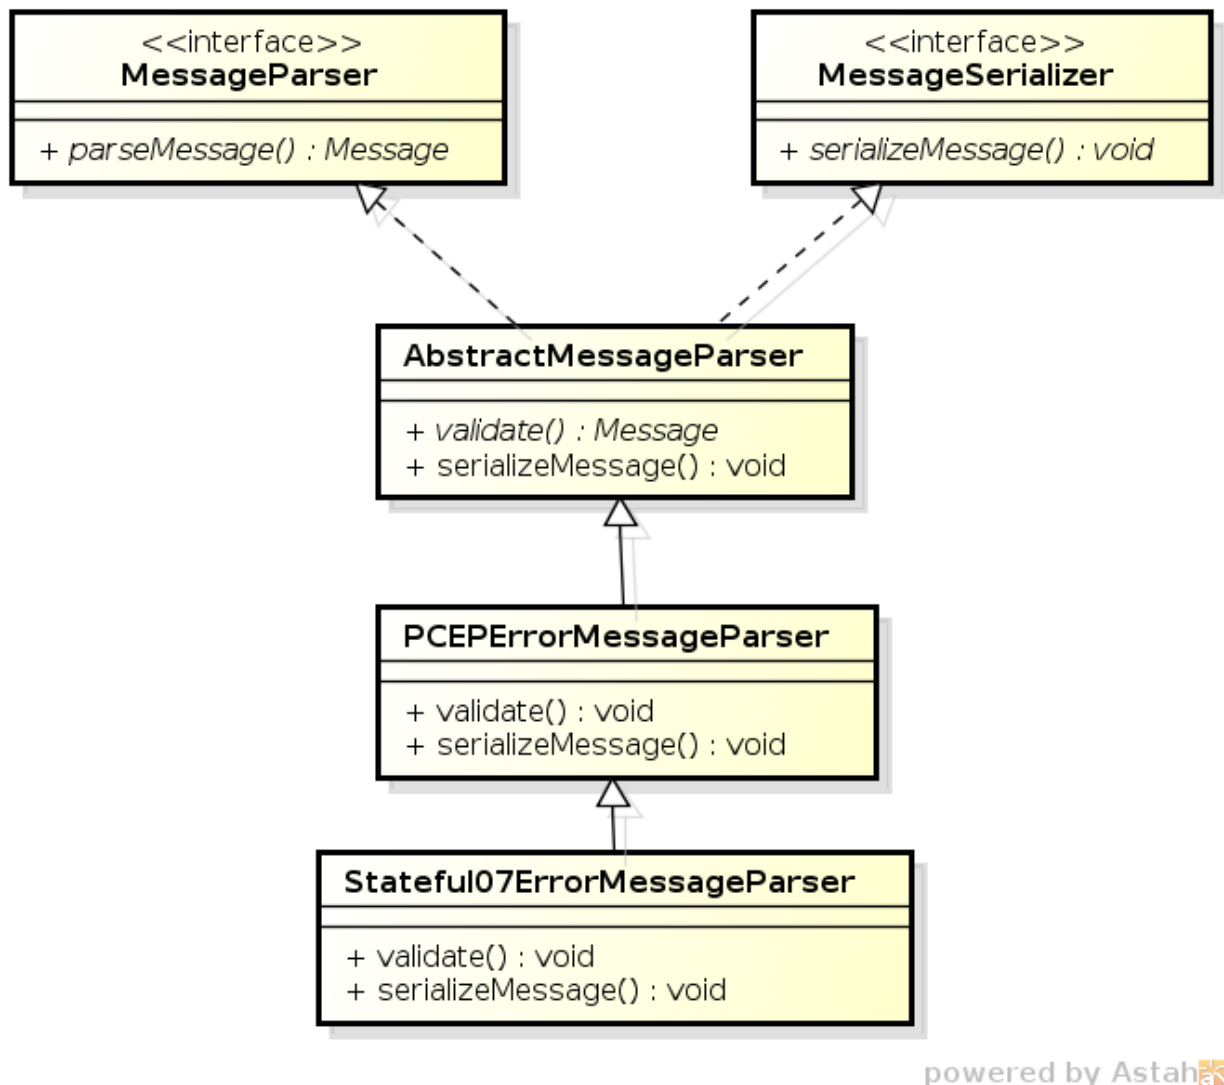 <<interface>>
MessageParser
+ parseMessage() : Message
<<interface>>
MessageSerializer
+ serializeMessage() : void
AbstractMessageParser
+ validate() : Message
+ serializeMessage() : void
PCEPErrorMessageParser
+ validate() : void
+ serializeMessage() : void
Stateful07ErrorMessageParser
+ validate() : void
+ serializeMessage() : void
powered by Astah